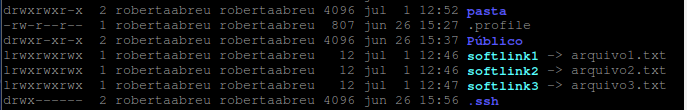 drwxrwxr-x  2 robertaabreu robertaabreu 4096 jul  1 12:52 pasta
-rw-r--r--  1 robertaabreu robertaabreu  807 jun 26 15:27 .profile
drwxr-xr-x  2 robertaabreu robertaabreu 4096 jun 26 15:37 Público
lrwxrwxrwx  1 robertaabreu robertaabreu   12 jul  1 12:46 softlink1 -> arquivo1.txt
lrwxrwxrwx  1 robertaabreu robertaabreu   12 jul  1 12:46 softlink2 -> arquivo2.txt
lrwxrwxrwx  1 robertaabreu robertaabreu   12 jul  1 12:47 softlink3 -> arquivo3.txt
drwx------  2 robertaabreu robertaabreu 4096 jun 26 15:56 .ssh